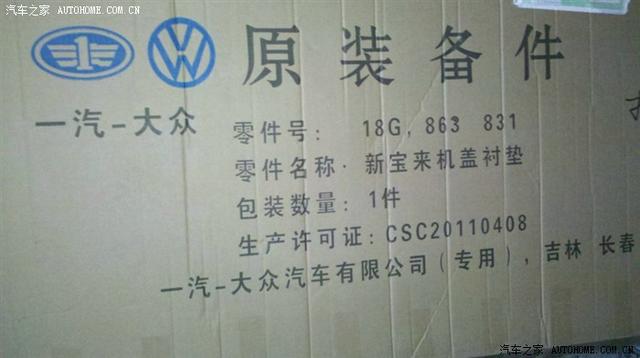 汽车之家 AUTOHOME.COM.CN
原装备件
一汽-大众
零件号: 18G, 863 831
零件名称· 新宝来机盖衬垫
包装数量: 1件
生产许可证: CSC20110408
一汽-大众汽车有限公司(专用), 吉林 长春
汽车之家 AUTOHOME.COM.CN